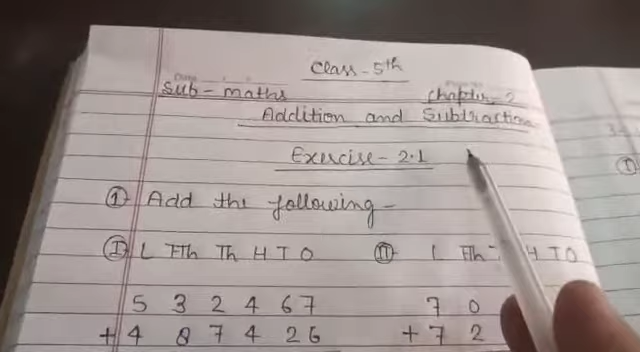 Class-5th
Sub-maths Chapter-2
Addition and Subtraction
Exercise-2.1
① Add the following-
Ⓘ L TTh Th H T O Ⓘ L TTh H T O
5 3 2 4 6 7 7 0
+ 4 8 7 4 2 6 + 7 2